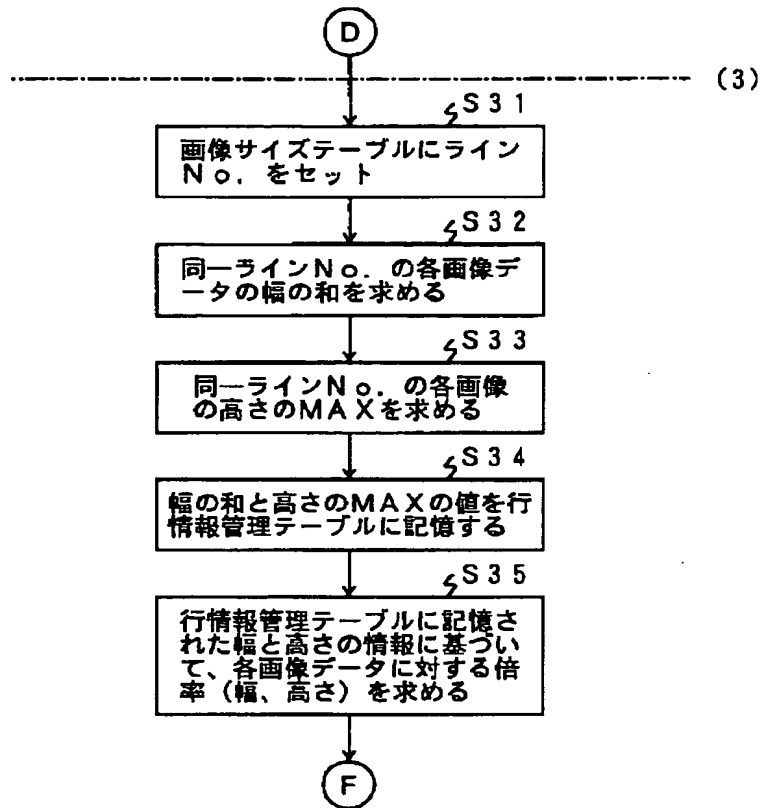 D
(3)
S31
画像サイズテーブルにライン
No.をセット
S32
同一ラインNo.の各画像デ
ータの幅の和を求める
S33
同一ラインNo.の各画像
の高さのMAXを求める
S34
幅の和と高さのMAXの値を行
情報管理テーブルに記憶する
S35
行情報管理テーブルに記憶さ
れた幅と高さの情報に基づい
て、各画像データに対する倍
率(幅、高さ)を求める
F